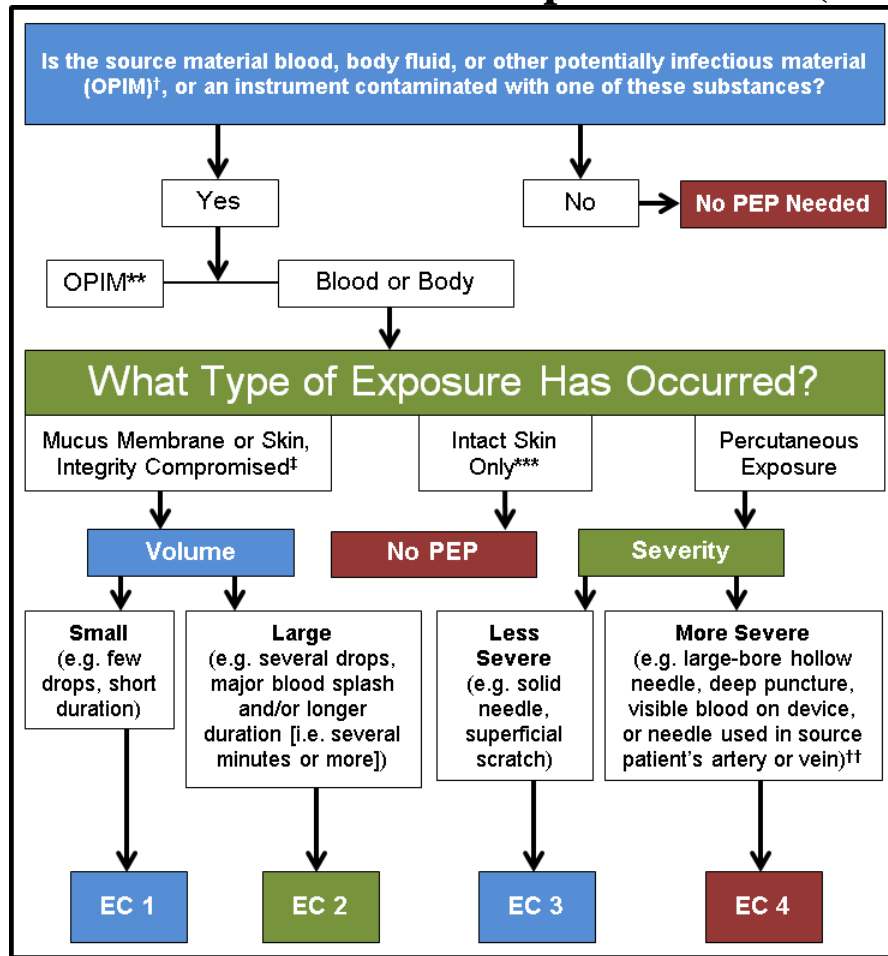 Is the source material blood, body fluid, or other potentially infectious material
(OPIM)†, or an instrument contaminated with one of these substances?
Yes
No
No PEP Needed
OPIM**
Blood or Body
What Type of Exposure Has Occurred?
Mucus Membrane or Skin,
Integrity Compromised‡
Intact Skin
Only***
Percutaneous
Exposure
Volume
No PEP
Severity
Small
(e.g. few
drops, short
duration)
Large
(e.g. several drops,
major blood splash
and/or longer
duration [i.e. several
minutes or more])
Less
Severe
(e.g. solid
needle,
superficial
scratch)
More Severe
(e.g. large-bore hollow
needle, deep puncture,
visible blood on device,
or needle used in source
patient's artery or vein)††
EC 1
EC 2
EC 3
EC 4